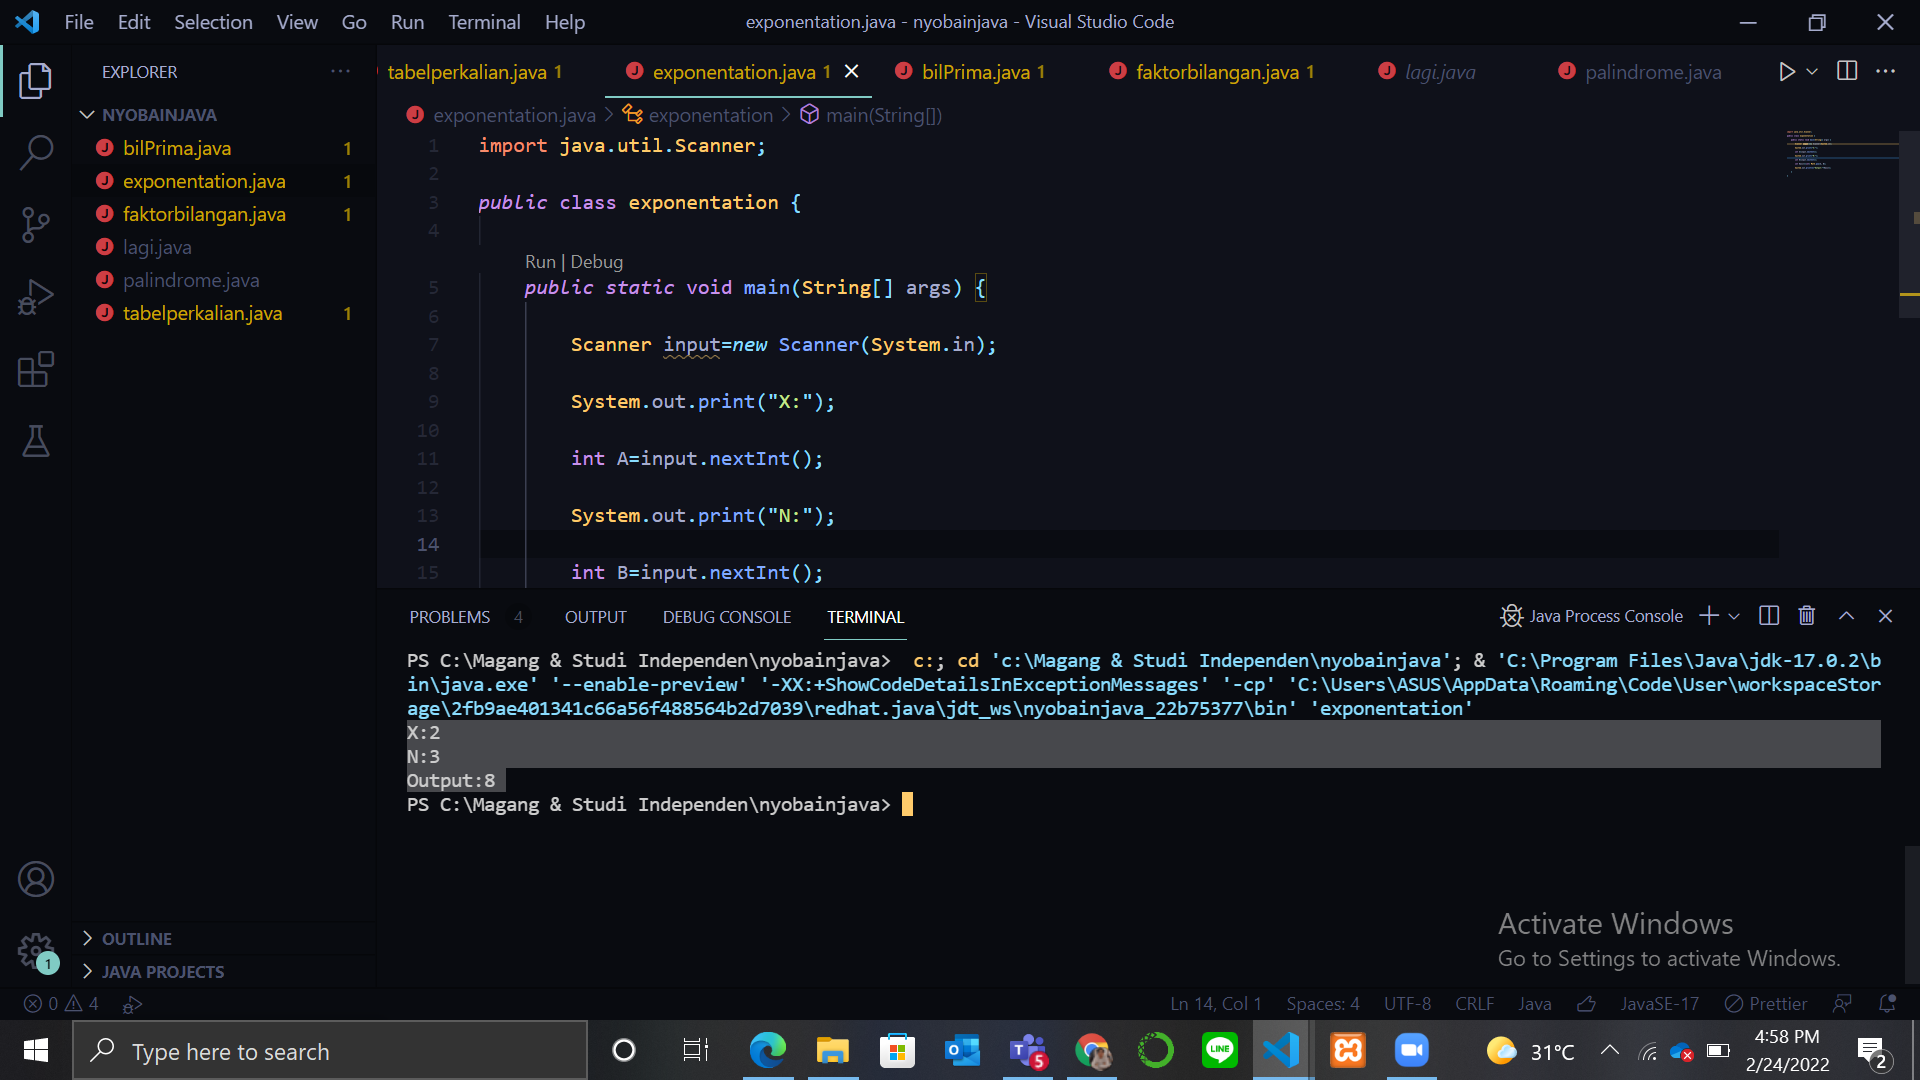 File Edit Selection View Go Run Terminal Help
exponentation.java - nyobainjava - Visual Studio Code
EXPLORER
NYOBAINJAVA
bilPrima.java 1
exponentation.java 1
faktorbilangan.java 1
lagi.java
palindrome.java
tabelperkalian.java 1
OUTLINE
JAVA PROJECTS
tabelperkalian.java 1 exponentation.java 1 bilPrima.java 1 faktorbilangan.java 1 lagi.java palindrome.java
exponentation.java > exponentation > main(String[])
1 import java.util.Scanner;
2
3 public class exponentation {
4
Run | Debug
5 public static void main(String[] args) {
6
7 Scanner input=new Scanner(System.in);
8
9 System.out.print("X:");
10
11 int A=input.nextInt();
12
13 System.out.print("N:");
14
15 int B=input.nextInt();
PROBLEMS 4 OUTPUT DEBUG CONSOLE TERMINAL
Java Process Console
PS C:\Magang & Studi Independen\nyobainjava>  c:; cd 'c:\Magang & Studi Independen\nyobainjava'; & 'C:\Program Files\Java\jdk-17.0.2\b
in\java.exe' '--enable-preview' '-XX:+ShowCodeDetailsInExceptionMessages' '-cp' 'C:\Users\ASUS\AppData\Roaming\Code\User\workspaceStor
age\2fb9ae401341c66a56f488564b2d7039\redhat.java\jdt_ws\nyobainjava_22b75377\bin' 'exponentation'
X:2
N:3
Output:8
PS C:\Magang & Studi Independen\nyobainjava>
Activate Windows
Go to Settings to activate Windows.
1
0 4
Ln 14, Col 1 Spaces: 4 UTF-8 CRLF Java JavaSE-17 Prettier
Type here to search
5
LINE
31°C
4:58 PM
2/24/2022
2